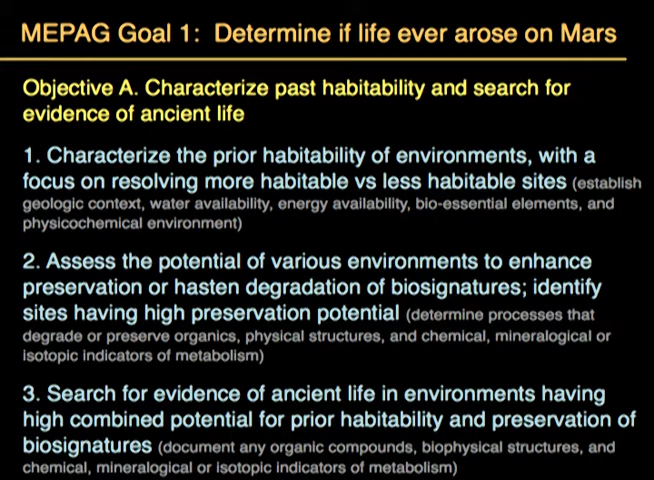 MEPAG Goal 1: Determine if life ever arose on Mars
Objective A. Characterize past habitability and search for
evidence of ancient life
1. Characterize the prior habitability of environments, with a
focus on resolving more habitable vs less habitable sites (establish
geologic context, water availability, energy availability, bio-essential elements, and
physicochemical environment)
2. Assess the potential of various environments to enhance
preservation or hasten degradation of biosignatures; identify
sites having high preservation potential (determine processes that
degrade or preserve organics, physical structures, and chemical, mineralogical or
isotopic indicators of metabolism)
3. Search for evidence of ancient life in environments having
high combined potential for prior habitability and preservation of
biosignatures (document any organic compounds, biophysical structures, and
chemical, mineralogical or isotopic indicators of metabolism)